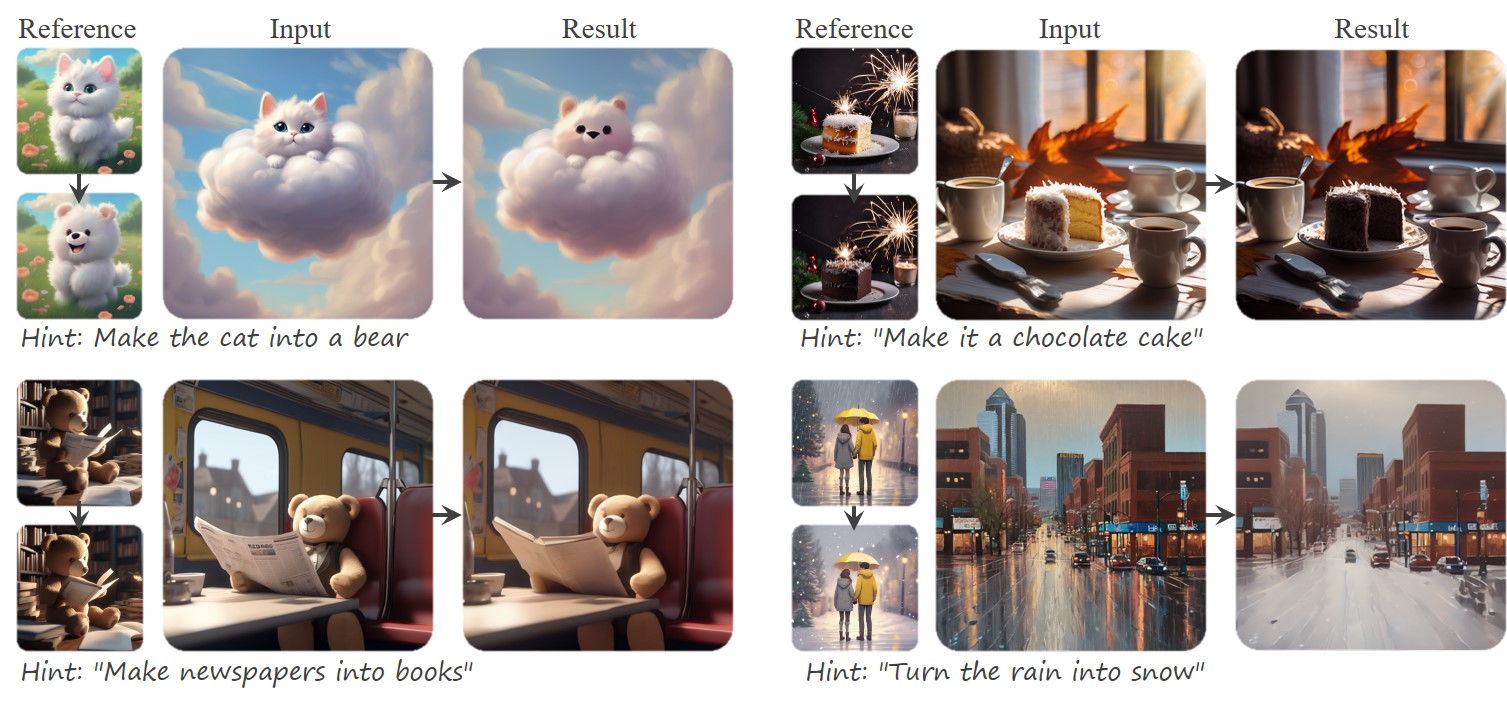 Reference Input Result Reference Input Result
Hint: Make the cat into a bear
Hint: "Make it a chocolate cake"
Hint: "Make newspapers into books"
Hint: "Turn the rain into snow"